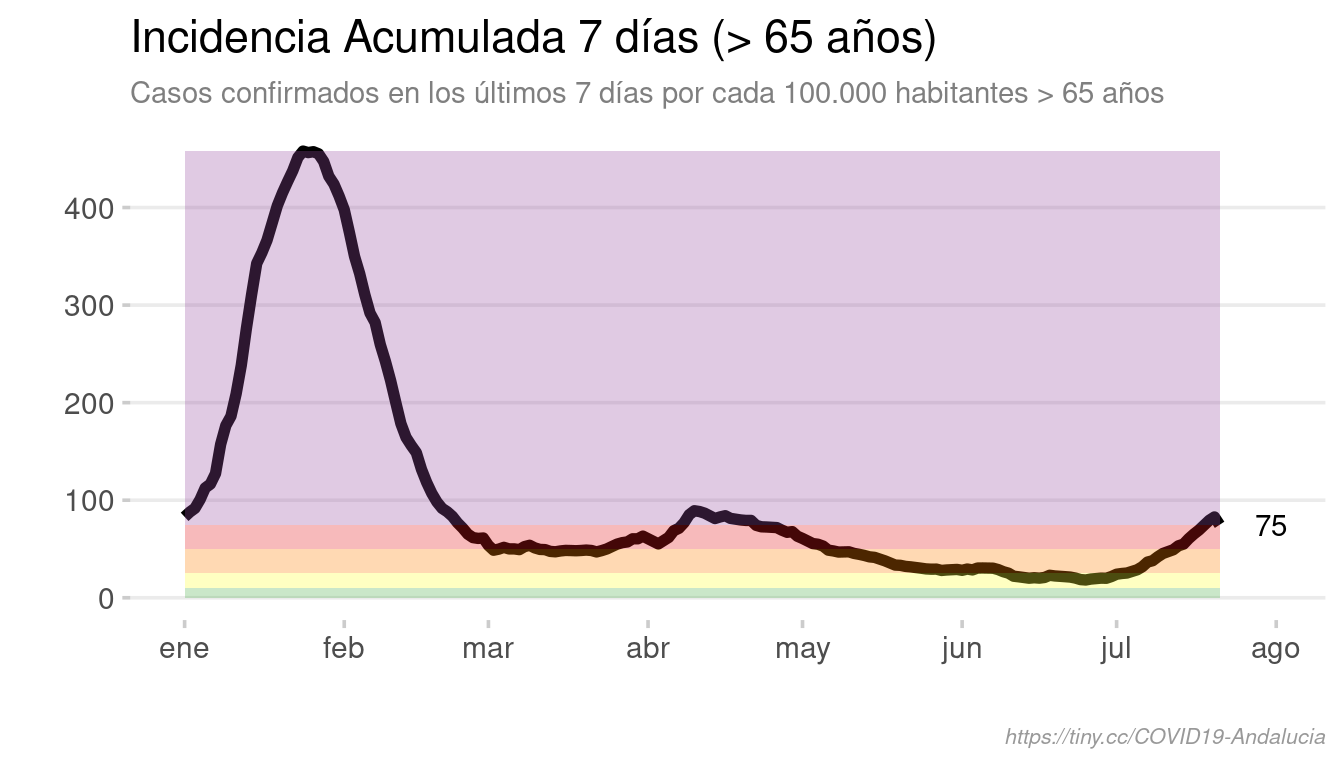 Incidencia Acumulada 7 días (> 65 años)
Casos confirmados en los últimos 7 días por cada 100.000 habitantes > 65 años
400
300
200
100
0
75
ene feb mar abr may jun jul ago
https://tiny.cc/COVID19-Andalucia